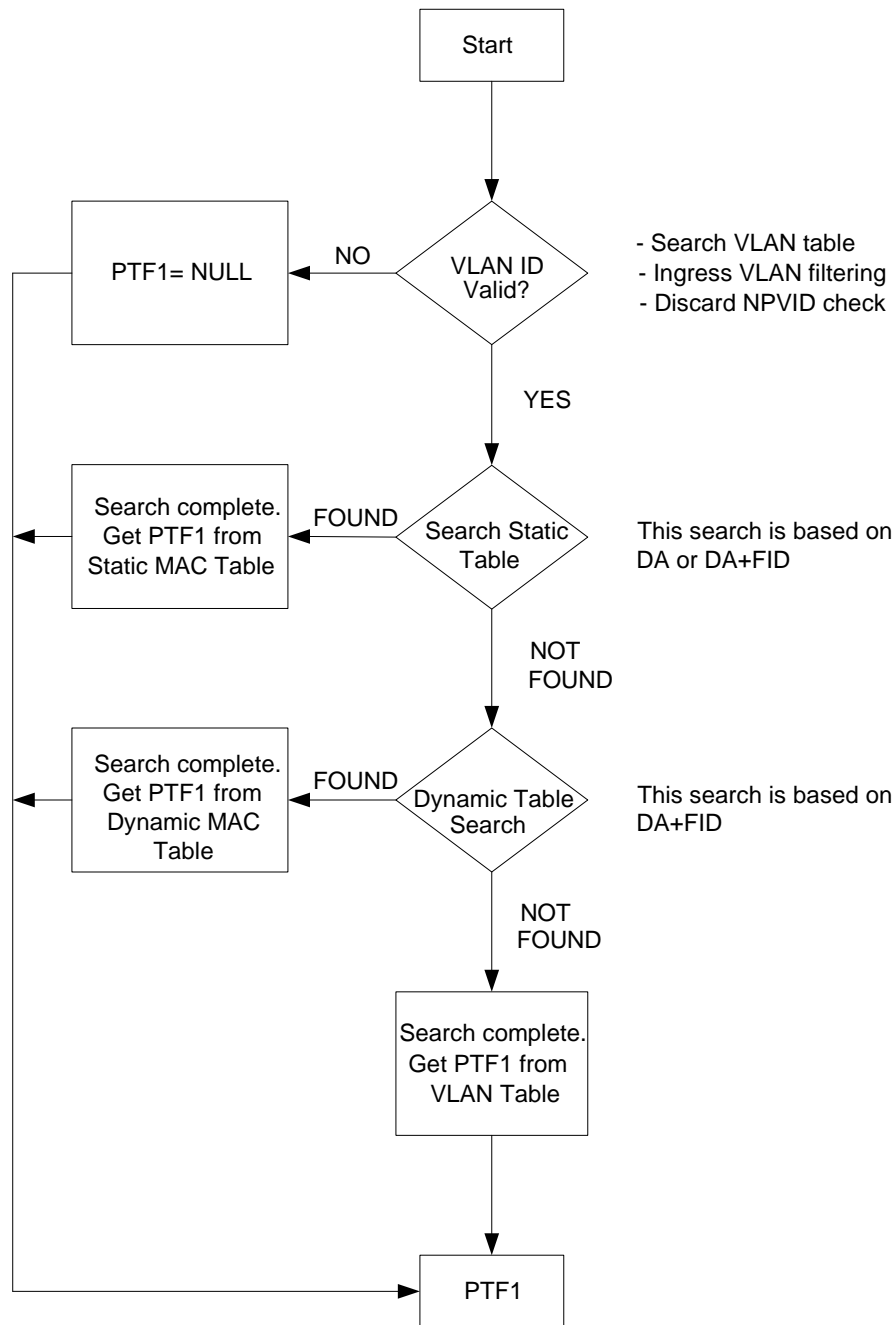 Start
PTF1= NULL
NO
VLAN ID
Valid?
- Search VLAN table
- Ingress VLAN filtering
- Discard NPVID check
YES
Search complete.
Get PTF1 from
Static MAC Table
FOUND
Search Static
Table
This search is based on
DA or DA+FID
NOT
FOUND
Search complete.
Get PTF1 from
Dynamic MAC
Table
FOUND
Dynamic Table
Search
This search is based on
DA+FID
NOT
FOUND
Search complete.
Get PTF1 from
VLAN Table
PTF1